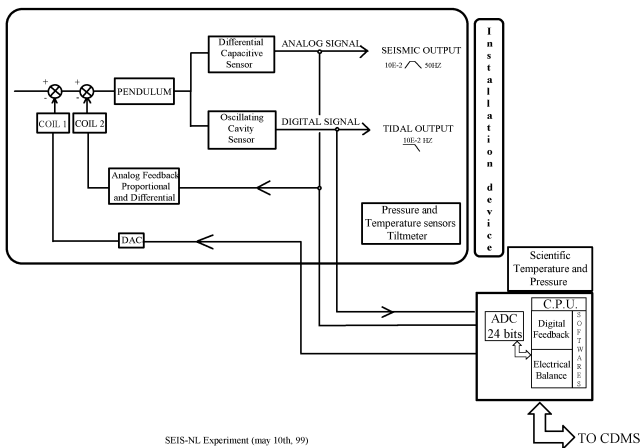 Differential
Capacitive
Sensor
ANALOG SIGNAL
SEISMIC OUTPUT
10E-2 50HZ
+
-
+
-
PENDULUM
COIL 1
COIL 2
Oscillating
Cavity
Sensor
DIGITAL SIGNAL
TIDAL OUTPUT
10E-2 HZ
Analog Feedback
Proportional
and Differential
DAC
Pressure and
Temperature sensors
Tiltmeter
Installation device
Scientific
Temperature and
Pressure
C.P.U.
ADC
24 bits
Digital
Feedback
Electrical
Balance
SOFTWARES
TO CDMS
SEIS-NL Experiment (may 10th, 99)